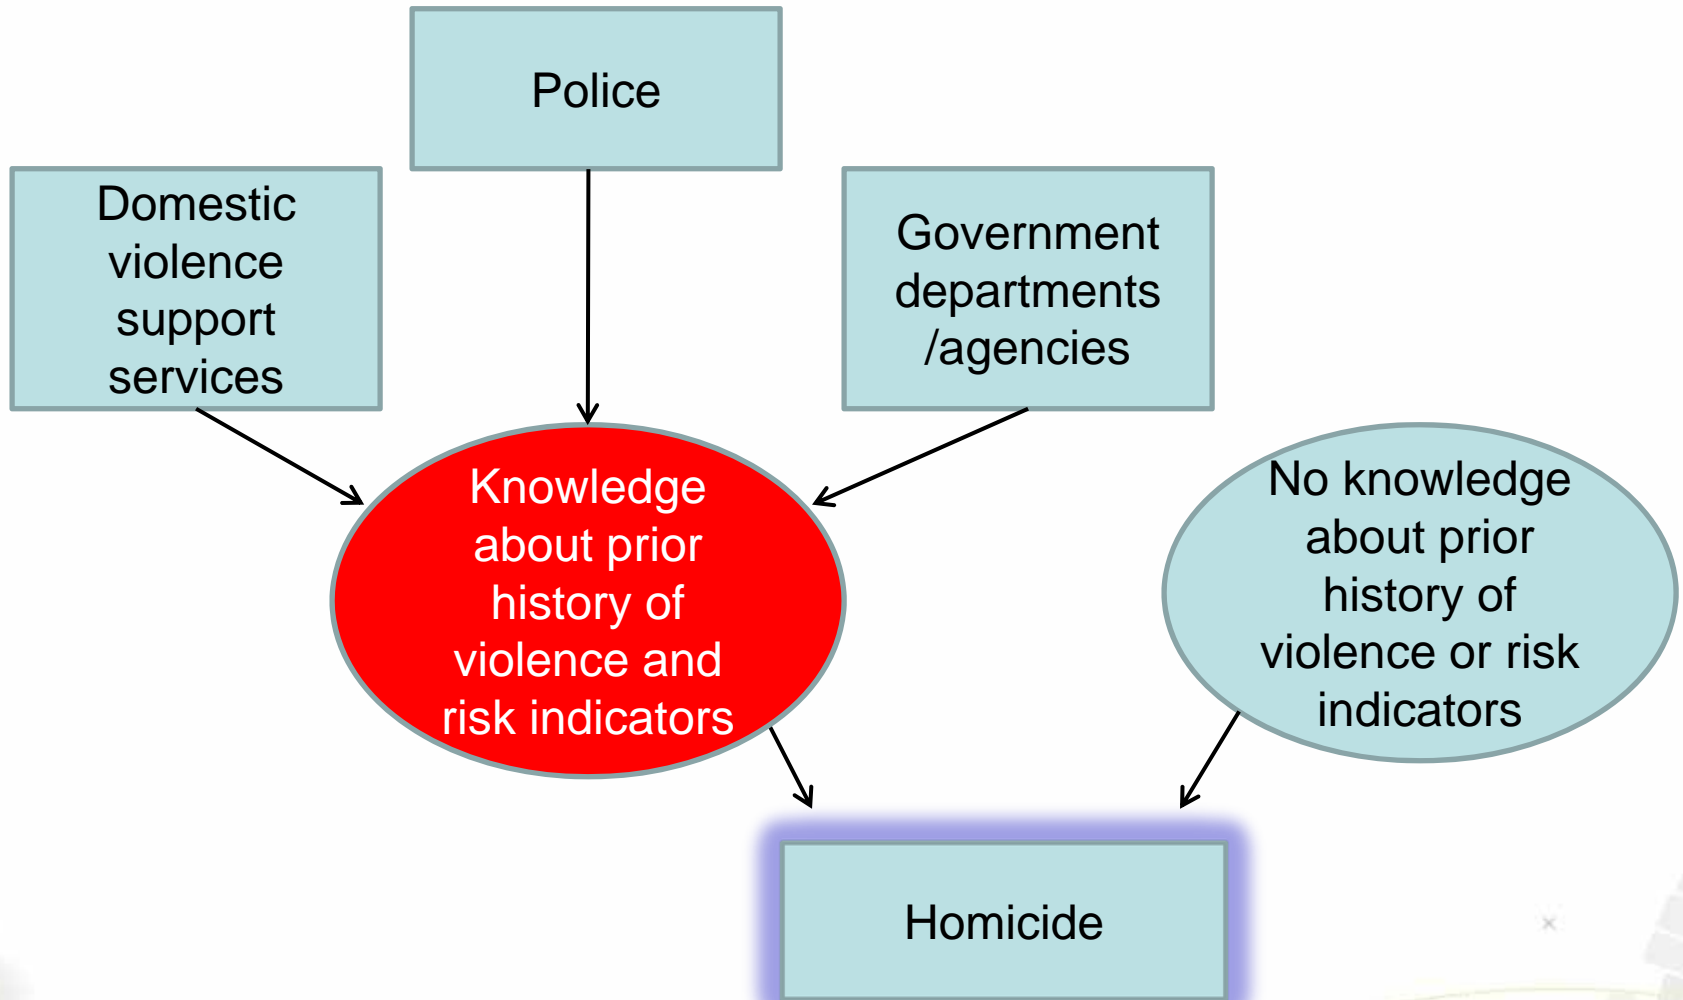 Police
Domestic
violence
support
services
Government
departments
/agencies
Knowledge
about prior
history of
violence and
risk indicators
No knowledge
about prior
history of
violence or risk
indicators
Homicide